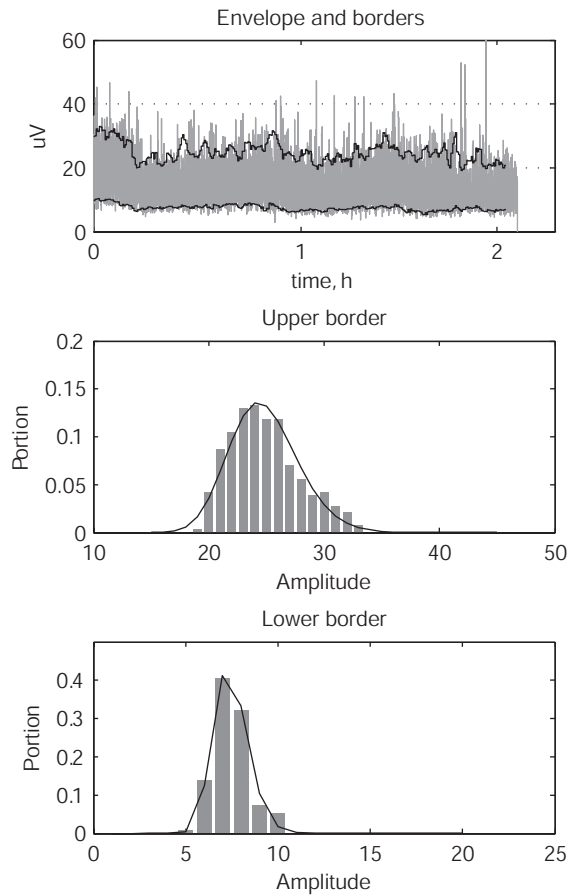 Envelope and borders
60
40
20
0
uV
0 1 2
time, h
Upper border
0.2
0.15
0.1
0.05
0
Portion
10 20 30 40 50
Amplitude
Lower border
0.4
0.3
0.2
0.1
0
Portion
0 5 10 15 20 25
Amplitude